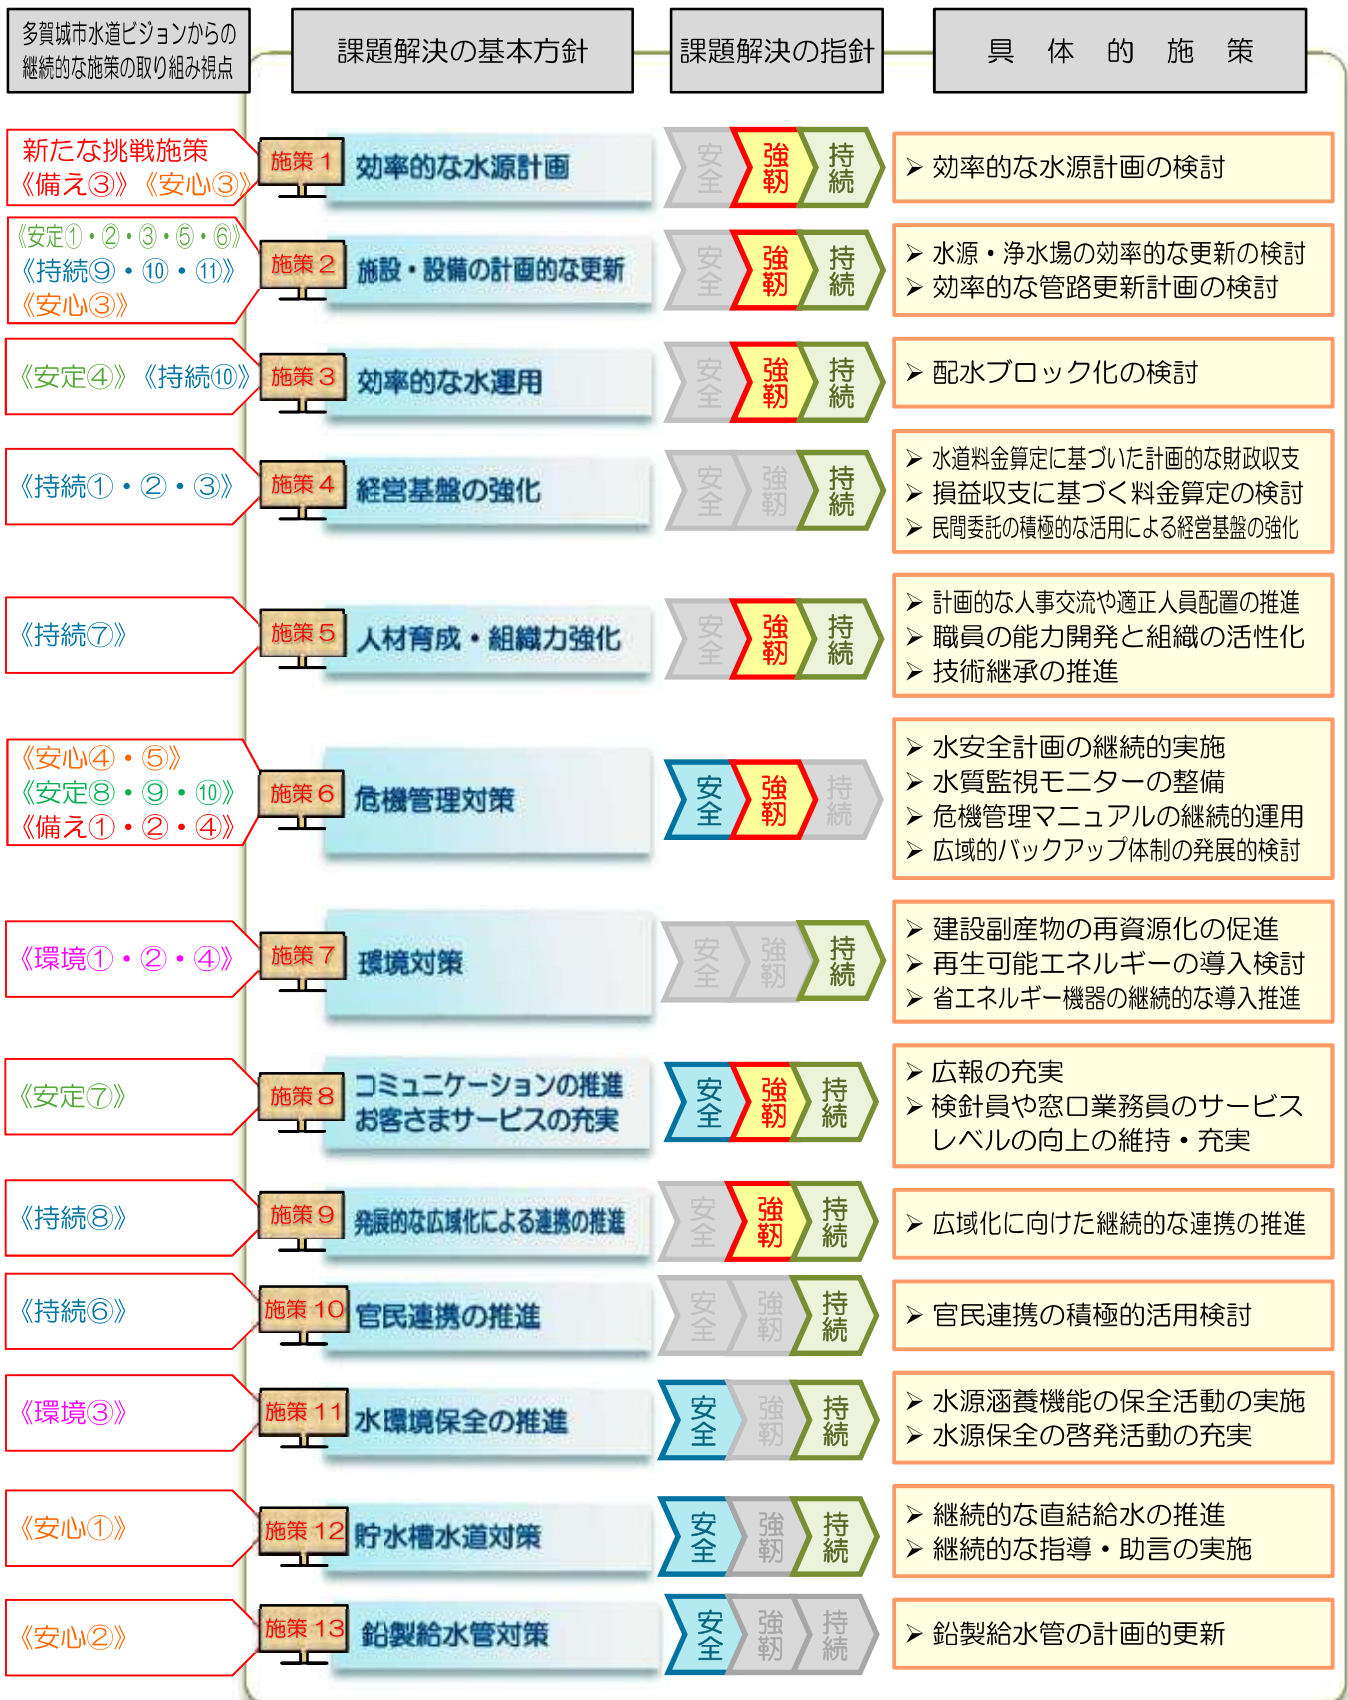 多賀城市水道ビジョンからの
継続的な施策の取り組み視点
課題解決の基本方針
課題解決の指針
具体的施策
新たな挑戦施策
《備え③》《安心③》
施策1
効率的な水源計画
安全
強靭
持続
➢ 効率的な水源計画の検討
《安定①・②・③・⑤・⑥》
《持続⑨・⑩・⑪》
《安心③》
施策2
施設・設備の計画的な更新
安全
強靭
持続
➢ 水源・浄水場の効率的な更新の検討
➢ 効率的な管路更新計画の検討
《安定④》《持続⑩》
施策3
効率的な水運用
安全
強靭
持続
➢ 配水ブロック化の検討
《持続①・②・③》
施策4
経営基盤の強化
安全
強靭
持続
➢ 水道料金算定に基づいた計画的な財政収支
➢ 損益収支に基づく料金算定の検討
➢ 民間委託の積極的な活用による経営基盤の強化
《持続⑦》
施策5
人材育成・組織力強化
安全
強靭
持続
➢ 計画的な人事交流や適正人員配置の推進
➢ 職員の能力開発と組織の活性化
➢ 技術継承の推進
《安心④・⑤》
《安定⑧・⑨・⑩》
《備え①・②・④》
施策6
危機管理対策
安全
強靭
持続
➢ 水安全計画の継続的実施
➢ 水質監視モニターの整備
➢ 危機管理マニュアルの継続的運用
➢ 広域的バックアップ体制の発展的検討
《環境①・②・④》
施策7
環境対策
安全
強靭
持続
➢ 建設副産物の再資源化の促進
➢ 再生可能エネルギーの導入検討
➢ 省エネルギー機器の継続的な導入推進
《安定⑦》
施策8
コミュニケーションの推進
お客さまサービスの充実
安全
強靭
持続
➢ 広報の充実
➢ 検針員や窓口業務員のサービス
レベルの向上の維持・充実
《持続⑧》
施策9
発展的な広域化による連携の推進
安全
強靭
持続
➢ 広域化に向けた継続的な連携の推進
《持続⑥》
施策10
官民連携の推進
安全
強靭
持続
➢ 官民連携の積極的活用検討
《環境③》
施策11
水環境保全の推進
安全
強靭
持続
➢ 水源涵養機能の保全活動の実施
➢ 水源保全の啓発活動の充実
《安心①》
施策12
貯水槽水道対策
安全
強靭
持続
➢ 継続的な直結給水の推進
➢ 継続的な指導・助言の実施
《安心②》
施策13
鉛製給水管対策
安全
強靭
持続
➢ 鉛製給水管の計画的更新